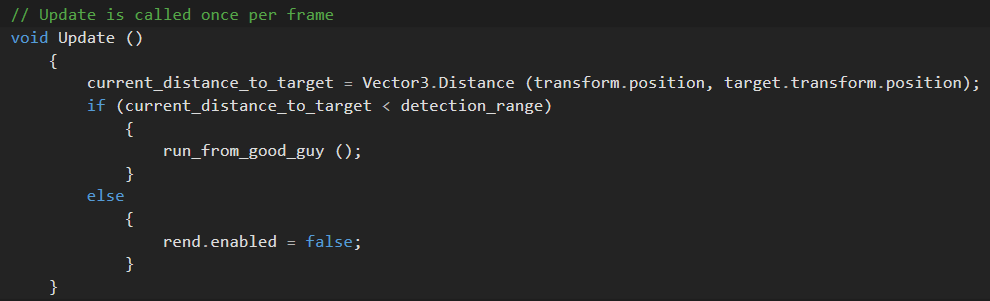 // Update is called once per frame
void Update ()
{
current_distance_to_target = Vector3.Distance (transform.position, target.transform.position);
if (current_distance_to_target < detection_range)
{
run_from_good_guy ();
}
else
{
rend.enabled = false;
}
}